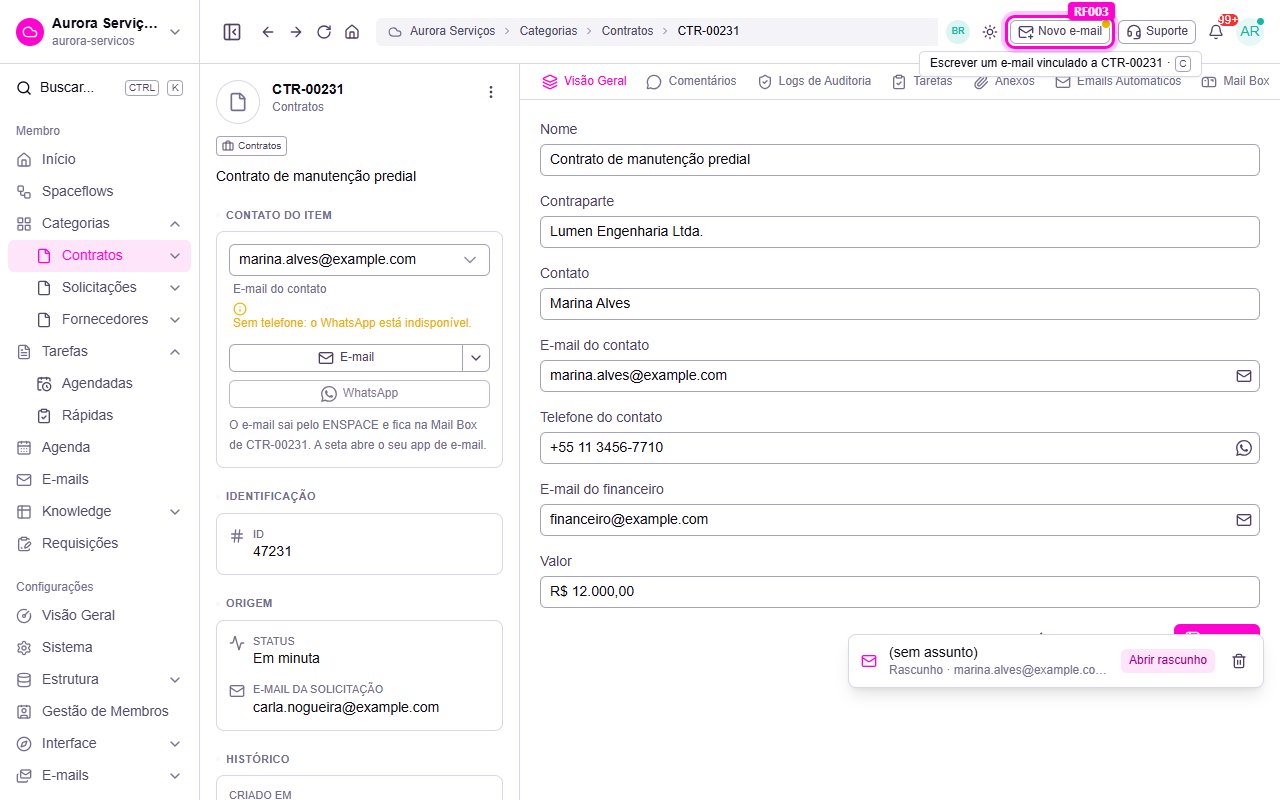 Aurora Serviç...
aurora-servicos
Aurora Serviços
Categorias
Contratos
CTR-00231
BR
RF003
Novo e-mail
Suporte
99+
AR
Escrever um e-mail vinculado a CTR-00231 · C
Buscar...
CTRL K
Membro
Início
Spaceflows
Categorias
Contratos
Solicitações
Fornecedores
Tarefas
Agendadas
Rápidas
Agenda
E-mails
Knowledge
Requisições
Configurações
Visão Geral
Sistema
Estrutura
Gestão de Membros
Interface
E-mails
CTR-00231
Contratos
Contratos
Contrato de manutenção predial
CONTATO DO ITEM
marina.alves@example.com
E-mail do contato
Sem telefone: o WhatsApp está indisponível.
E-mail
WhatsApp
O e-mail sai pelo ENSPACE e fica na Mail Box
de CTR-00231. A seta abre o seu app de e-mail.
IDENTIFICAÇÃO
ID
47231
ORIGEM
STATUS
Em minuta
E-MAIL DA SOLICITAÇÃO
carla.nogueira@example.com
HISTÓRICO
CRIADO EM
Visão Geral
Comentários
Logs de Auditoria
Tarefas
Anexos
Emails Automáticos
Mail Box
Nome
Contrato de manutenção predial
Contraparte
Lumen Engenharia Ltda.
Contato
Marina Alves
E-mail do contato
marina.alves@example.com
Telefone do contato
+55 11 3456-7710
E-mail do financeiro
financeiro@example.com
Valor
R$ 12.000,00
(sem assunto)
Rascunho · marina.alves@example.co...
Abrir rascunho